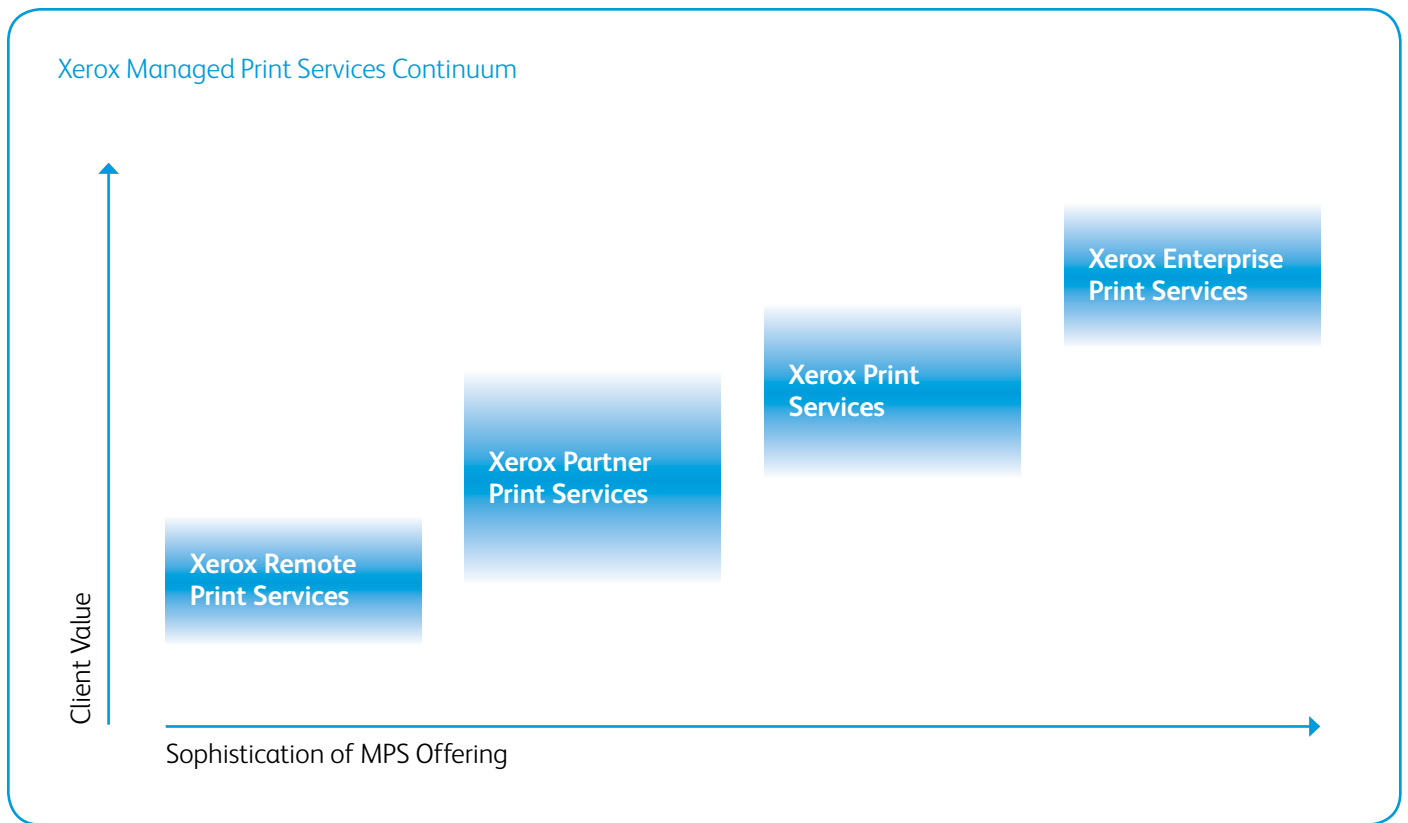 Xerox Managed Print Services Continuum
Xerox Enterprise
Print Services
Xerox Print
Services
Xerox Partner
Print Services
Xerox Remote
Print Services
Client Value
Sophistication of MPS Offering